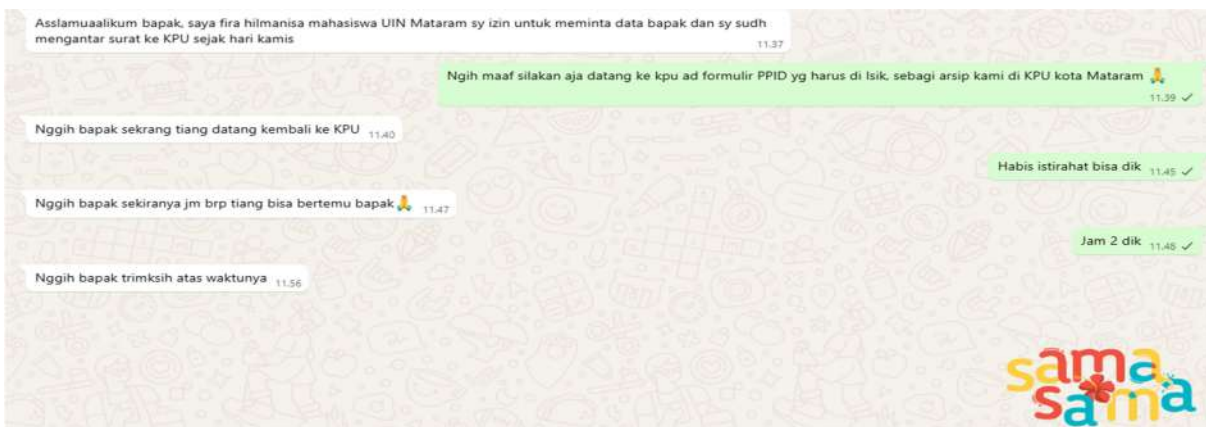 Asslamuaalikum bapak, saya fira hilmanisa mahasiswa UIN Mataram sy izin untuk meminta data bapak dan sy sudh
mengantar surat ke KPU sejak hari kamis
11.37
Ngih maaf silakan aja datang ke kpu ad formulir PPID yg harus di Isik, sebagi arsip kami di KPU kota Mataram 🙏
11.39
Nggih bapak sekrang tiang datang kembali ke KPU 11.40
Habis istirahat bisa dik 11.45
Nggih bapak sekiranya jm brp tiang bisa bertemu bapak🙏 11.47
Jam 2 dik 11.48
Nggih bapak trimksih atas waktunya 11.56
sama
sama